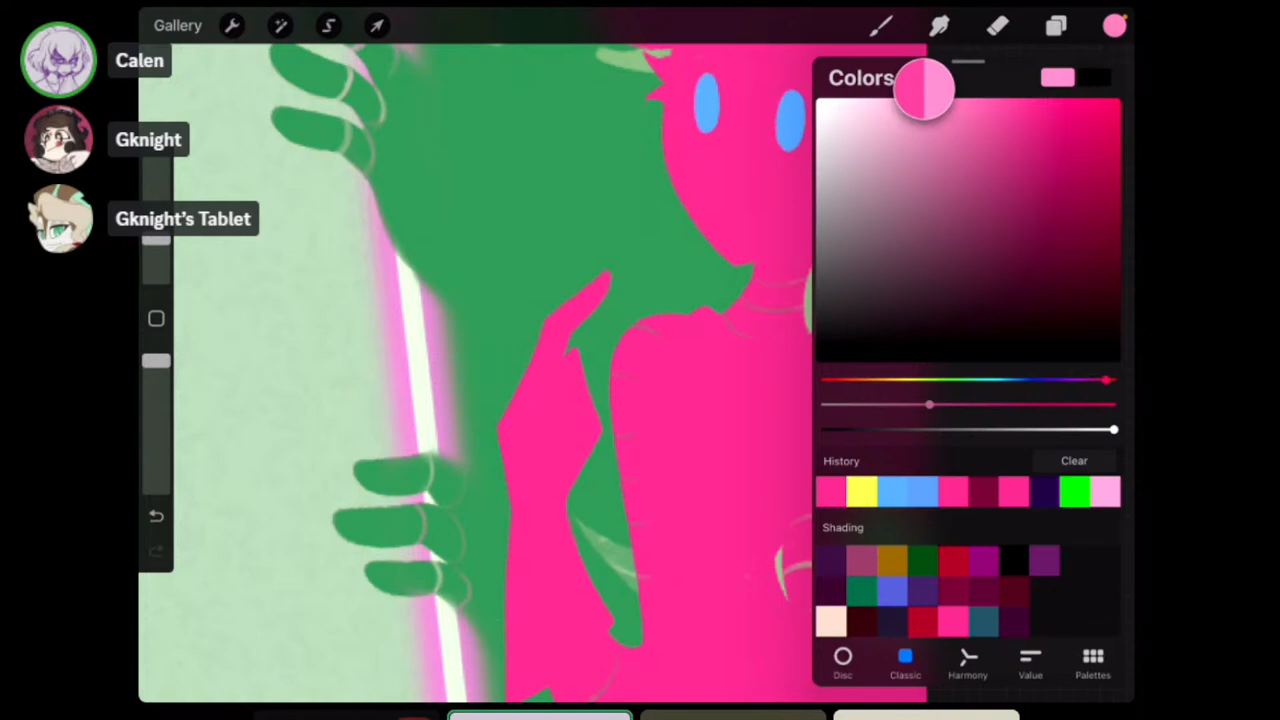 Gallery
Calen
Gknight
Gknight's Tablet
Colors
History
Clear
Shading
Disc
Classic
Harmony
Value
Palettes